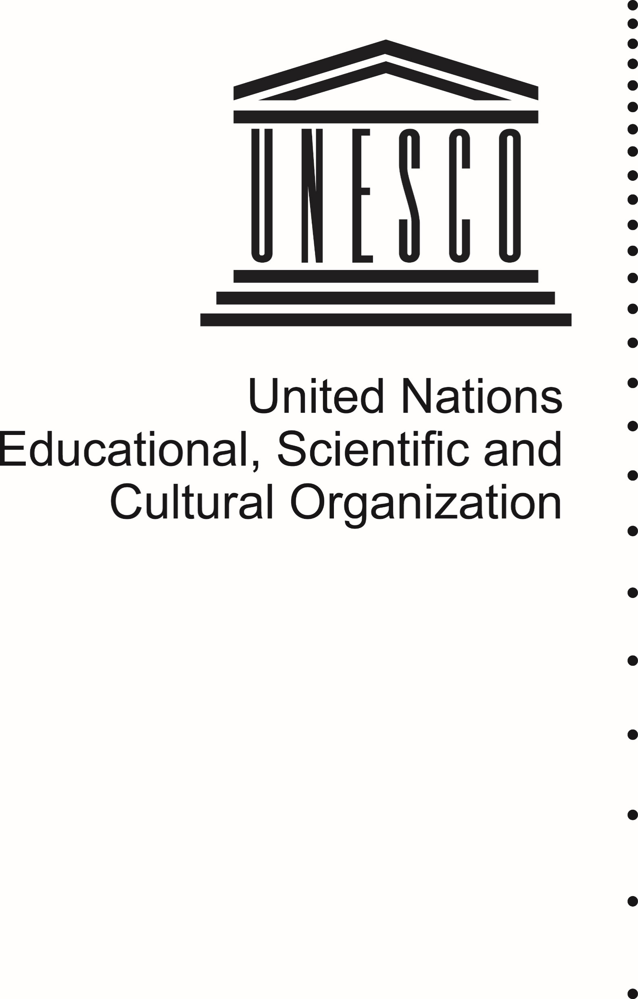 UNESCO
United Nations
Educational, Scientific and
Cultural Organization